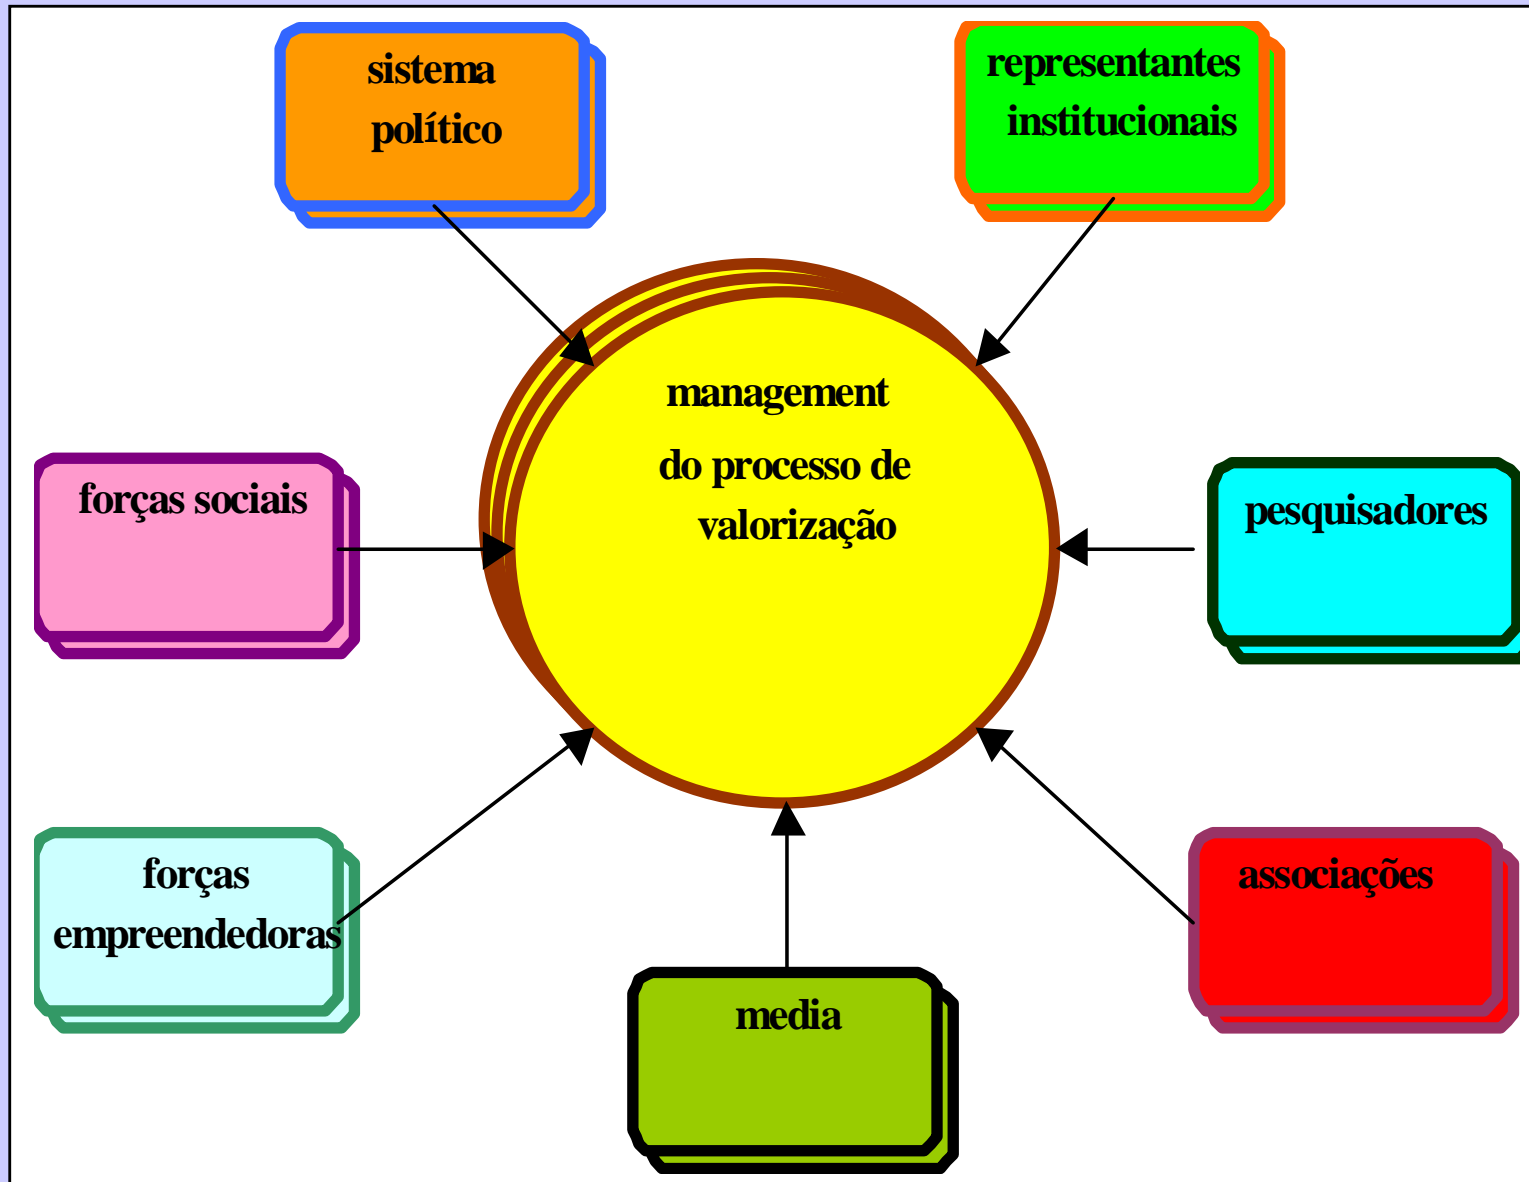 sistema
político
representantes
institucionais
management
do processo de
valorização
forças sociais
pesquisadores
forças
empreendedoras
associações
media